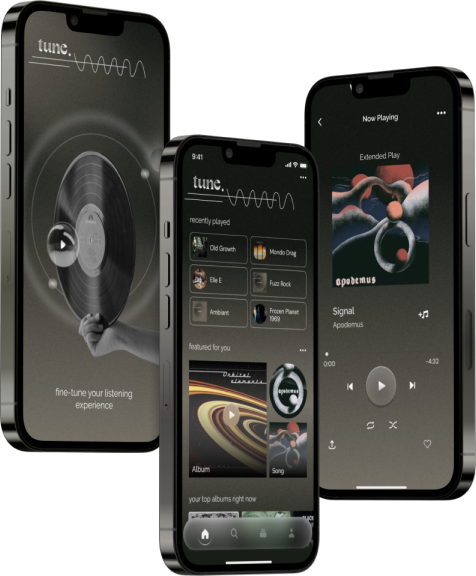 tune.
fine-tune your listening
experience
9:41
tune.
recently played
Old Growth
Mondo Drag
Elle E
Fuzz Rock
Ambient
Frozen Planet
1969
featured for you
Orbital
elements
Apodemus
Album
Song
your top albums right now
Now Playing
Extended Play
apodemus
Signal
Apodemus
0:00
-4:32